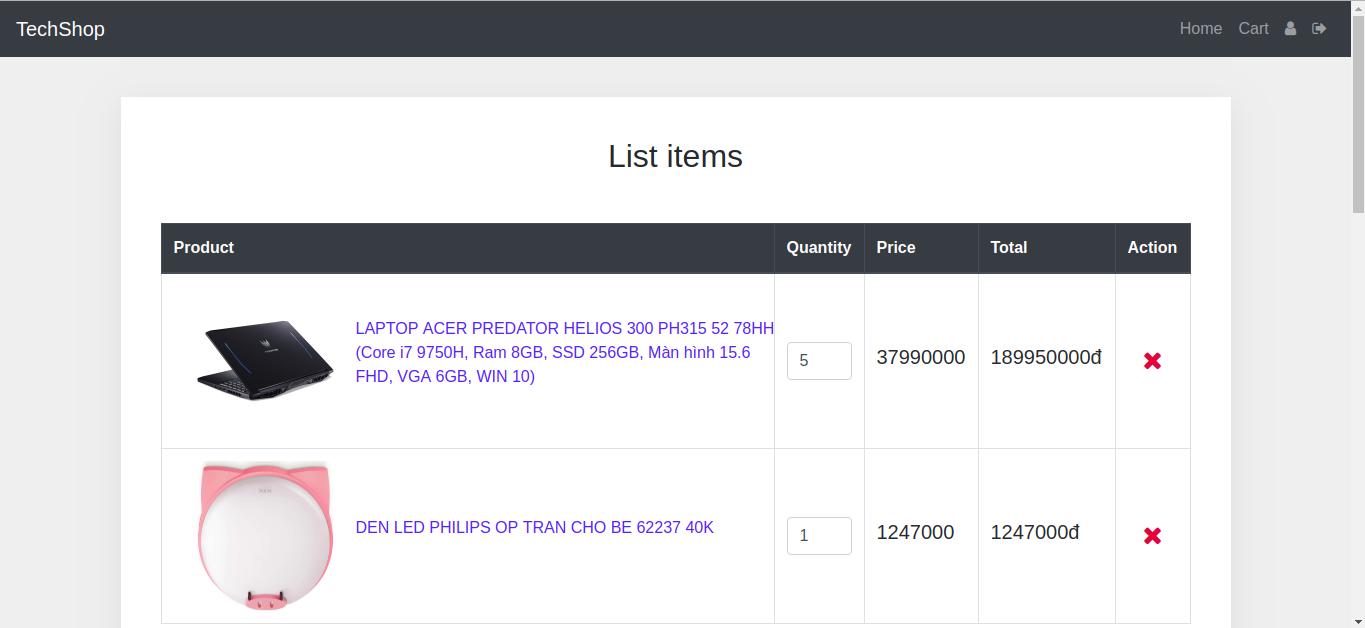 TechShop
Home Cart
List items
Product Quantity Price Total Action
LAPTOP ACER PREDATOR HELIOS 300 PH315 52 78HH
(Core i7 9750H, Ram 8GB, SSD 256GB, Màn hình 15.6
FHD, VGA 6GB, WIN 10)
5 37990000 189950000đ
DEN LED PHILIPS OP TRAN CHO BE 62237 40K
1 1247000 1247000đ